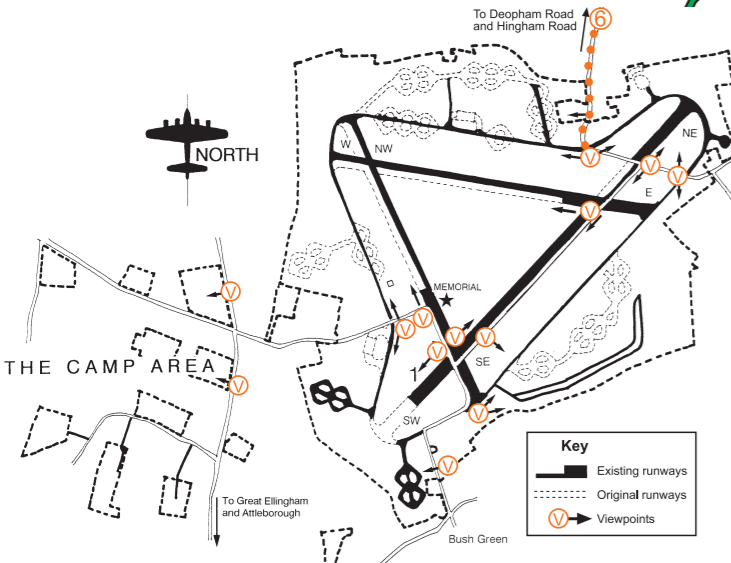 To Deopham Road
and Hingham Road
6
NORTH
W
NW
NE
E
V
V
V
V
V
MEMORIAL
V
V
V
V
V
SE
THE CAMP AREA
V
1
SW
V
V
Key
Existing runways
Original runways
V Viewpoints
To Great Ellingham
and Attleborough
Bush Green